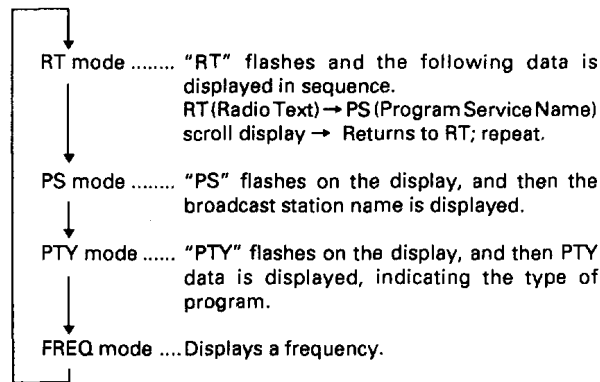 RT mode ........ "RT" flashes and the following data is
displayed in sequence.
RT(Radio Text) → PS (Program Service Name)
scroll display → Returns to RT; repeat.
PS mode ........ "PS" flashes on the display, and then the
broadcast station name is displayed.
PTY mode ...... "PTY" flashes on the display, and then PTY
data is displayed, indicating the type of
program.
FREQ mode .... Displays a frequency.